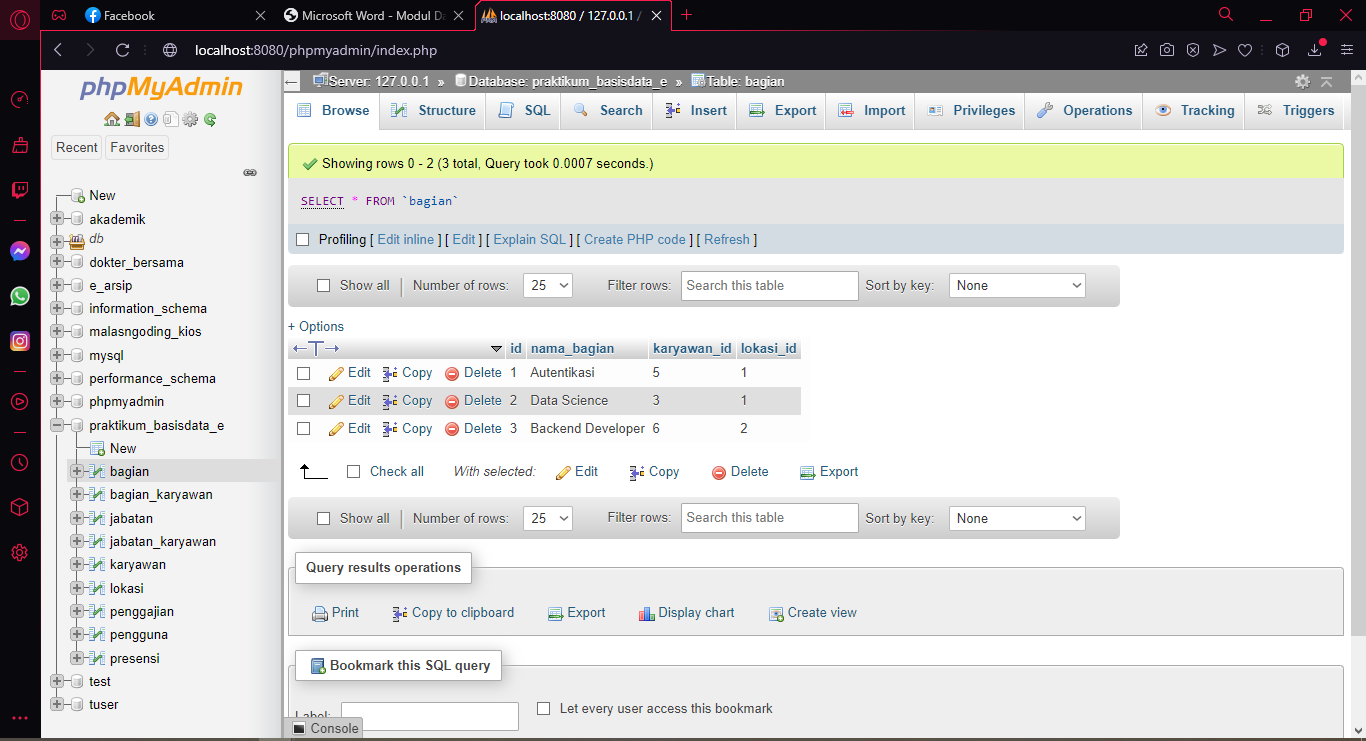 Facebook
Microsoft Word - Modul Da
localhost:8080 / 127.0.0.1 /
localhost:8080/phpmyadmin/index.php
phpMyAdmin
Recent
Favorites
New
akademik
db
dokter_bersama
e_arsip
information_schema
malasngoding_kios
mysql
performance_schema
phpmyadmin
praktikum_basisdata_e
New
bagian
bagian_karyawan
jabatan
jabatan_karyawan
karyawan
lokasi
penggajian
pengguna
presensi
test
tuser
Server: 127.0.0.1 » Database: praktikum_basisdata_e » Table: bagian
Browse Structure SQL Search Insert Export Import Privileges Operations Tracking Triggers
Showing rows 0 - 2 (3 total, Query took 0.0007 seconds.)
SELECT * FROM `bagian`
Profiling [ Edit inline ] [ Edit ] [ Explain SQL ] [ Create PHP code ] [ Refresh ]
Show all Number of rows: 25 Filter rows: Search this table Sort by key: None
+ Options
id nama_bagian karyawan_id lokasi_id
Edit Copy Delete 1 Autentikasi 5 1
Edit Copy Delete 2 Data Science 3 1
Edit Copy Delete 3 Backend Developer 6 2
Check all With selected: Edit Copy Delete Export
Show all Number of rows: 25 Filter rows: Search this table Sort by key: None
Query results operations
Print Copy to clipboard Export Display chart Create view
Bookmark this SQL query
Label: Let every user access this bookmark
Console